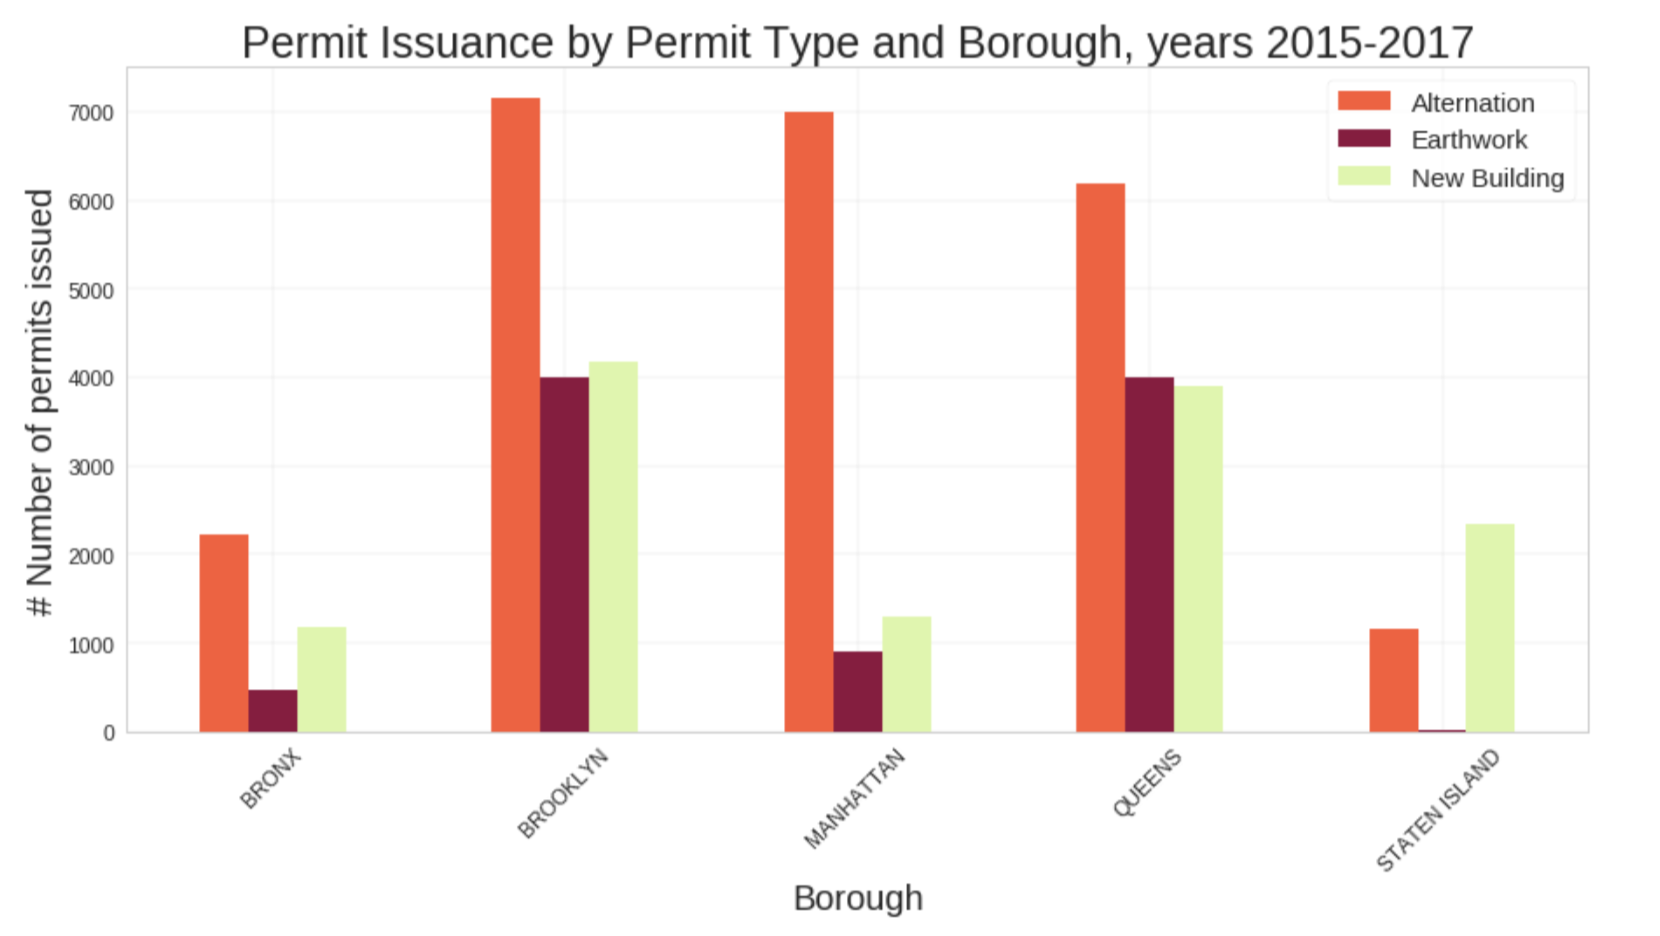 Permit Issuance by Permit Type and Borough, years 2015-2017
Alternation
Earthwork
New Building
# Number of permits issued
7000
6000
5000
4000
3000
2000
1000
0
BRONX
BROOKLYN
MANHATTAN
QUEENS
STATEN ISLAND
Borough